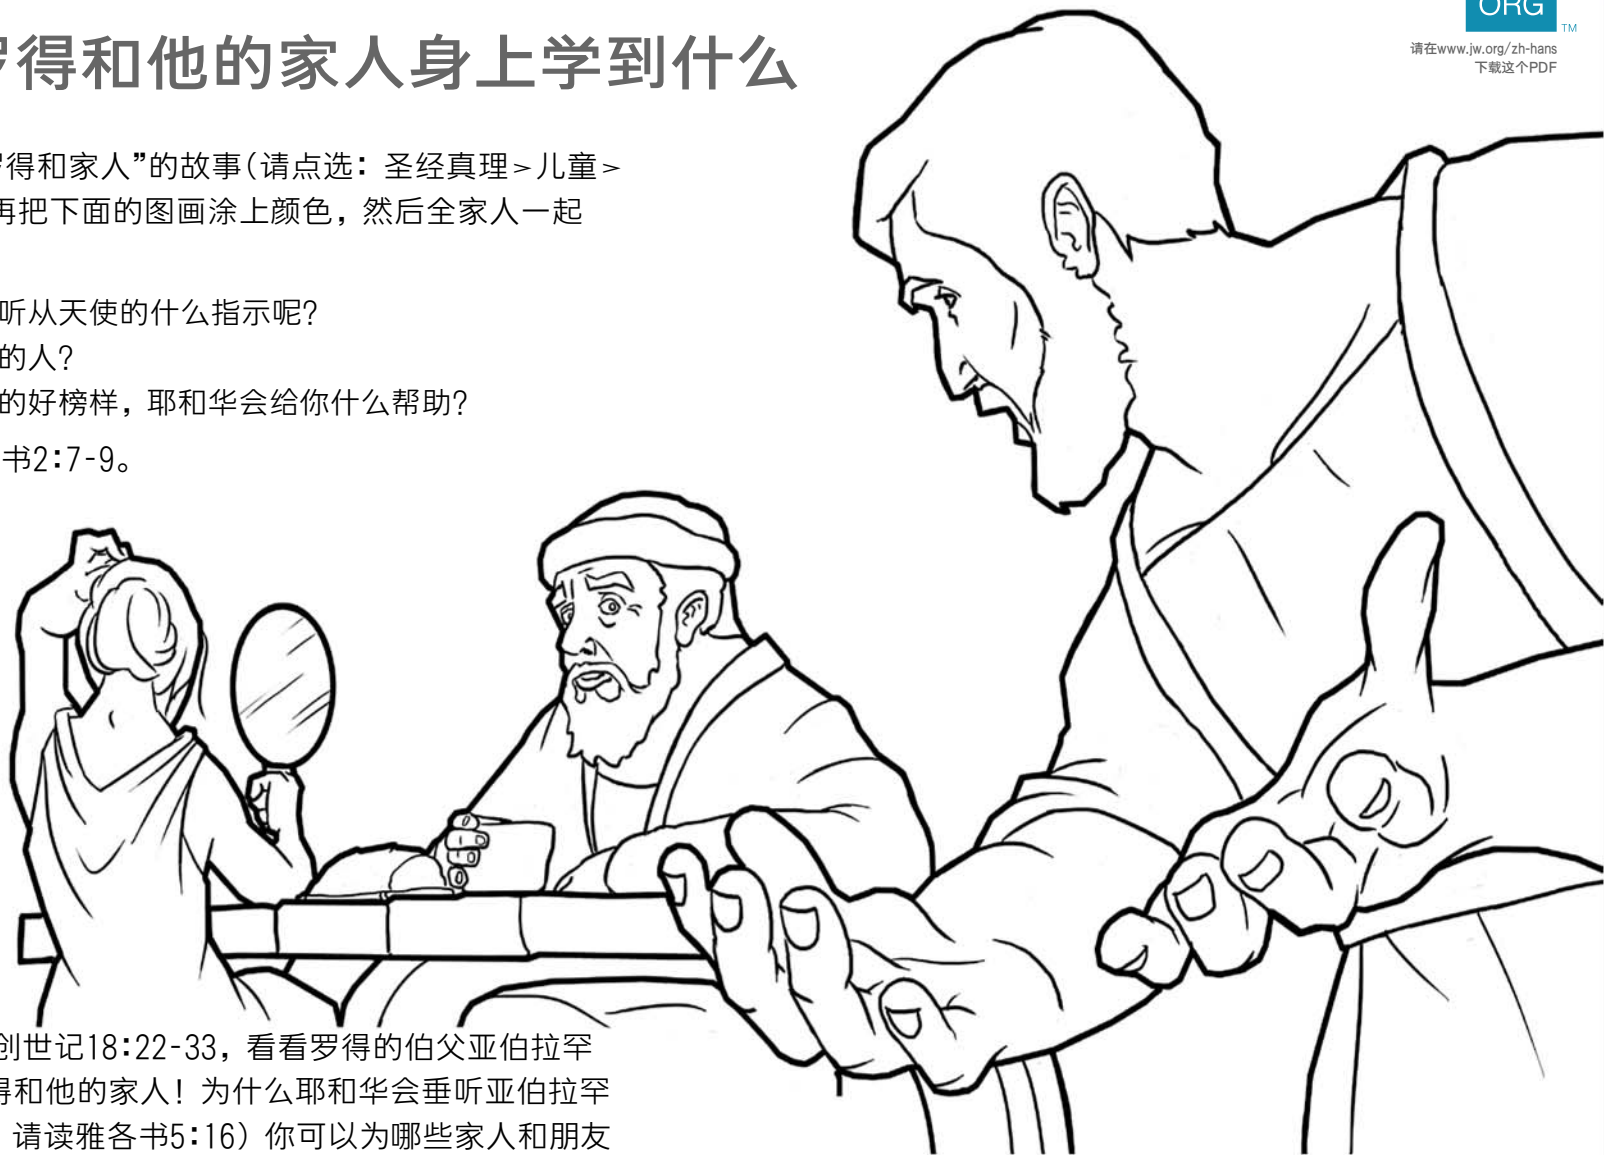 ORG
TM
请在www.jw.org/zh-hans
下载这个PDF
罗得和他的家人身上学到什么
罗得和家人”的故事(请点选：圣经真理>儿童>
再把下面的图画涂上颜色，然后全家人一起
听从天使的什么指示呢？
的人？
的好榜样，耶和华会给你什么帮助？
书2:7-9。
创世记18:22-33，看看罗得的伯父亚伯拉罕
得和他的家人！为什么耶和华会垂听亚伯拉罕
请读雅各书5:16）你可以为哪些家人和朋友